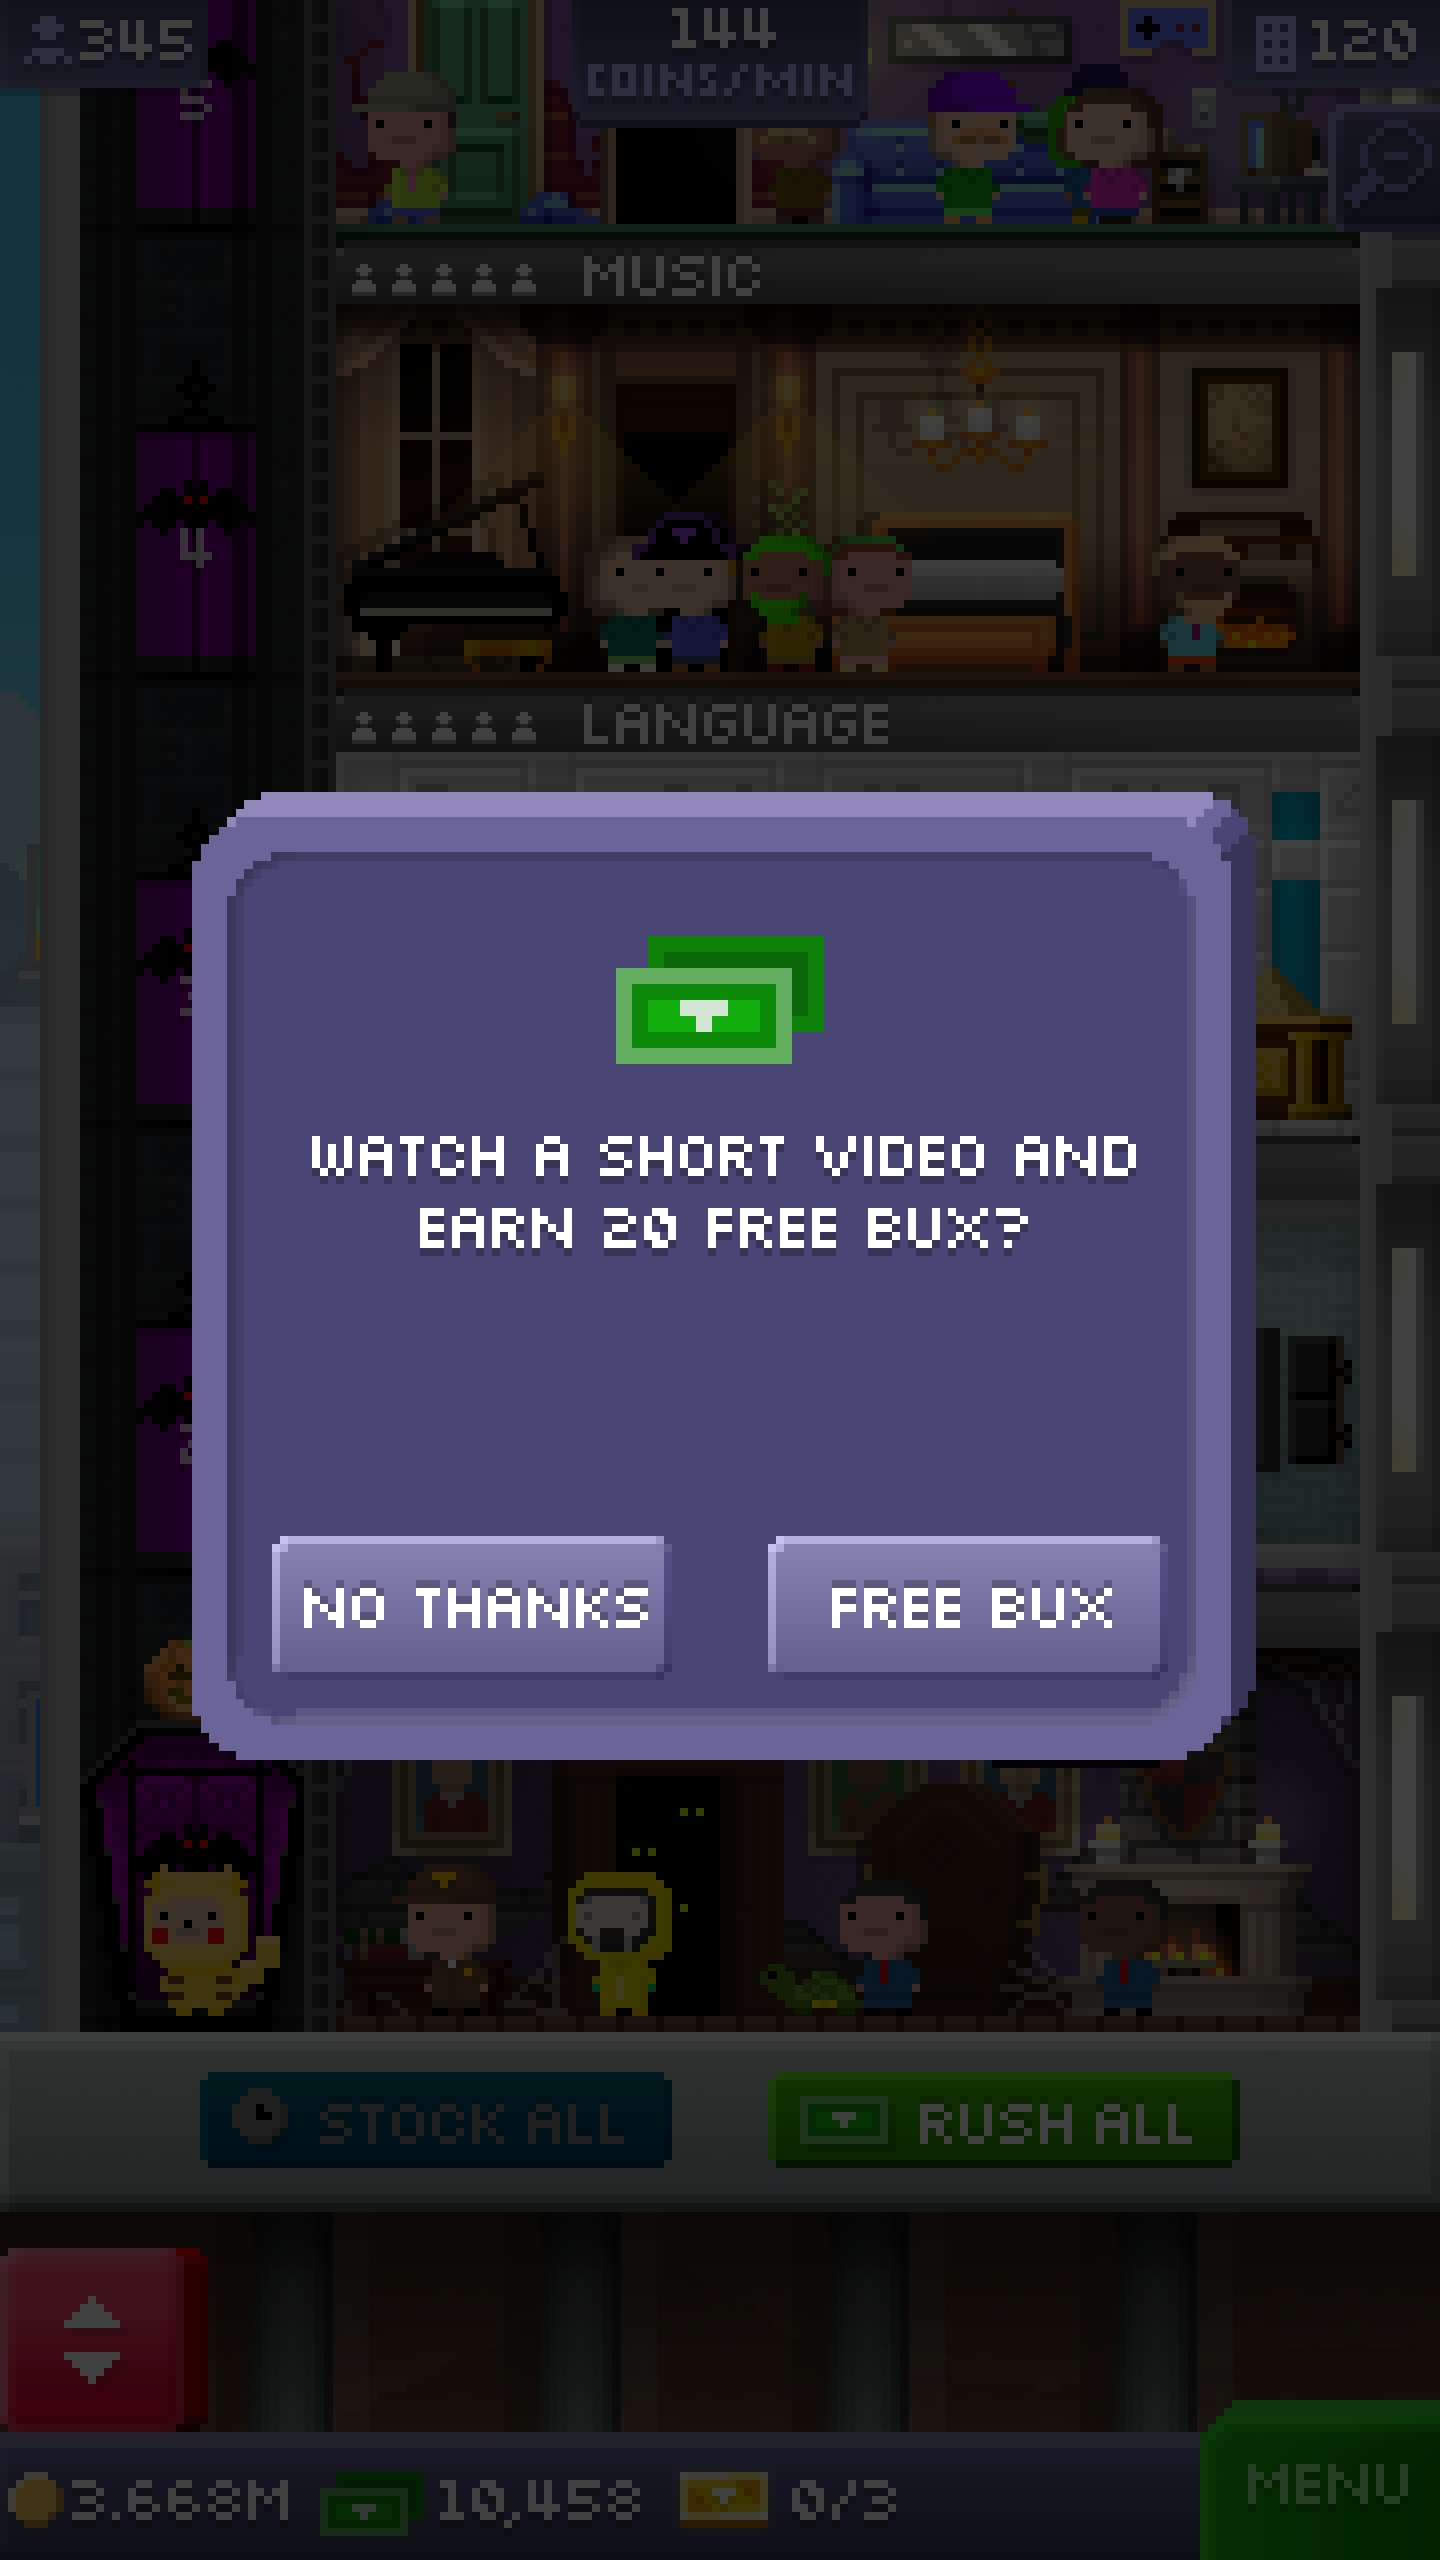 345
144
COINS/MIN
120
5
MUSIC
4
LANGUAGE
WATCH A SHORT VIDEO AND
EARN 20 FREE BUX?
NO THANKS
FREE BUX
STOCK ALL
RUSH ALL
3.668M
10,458
0/3
MENU